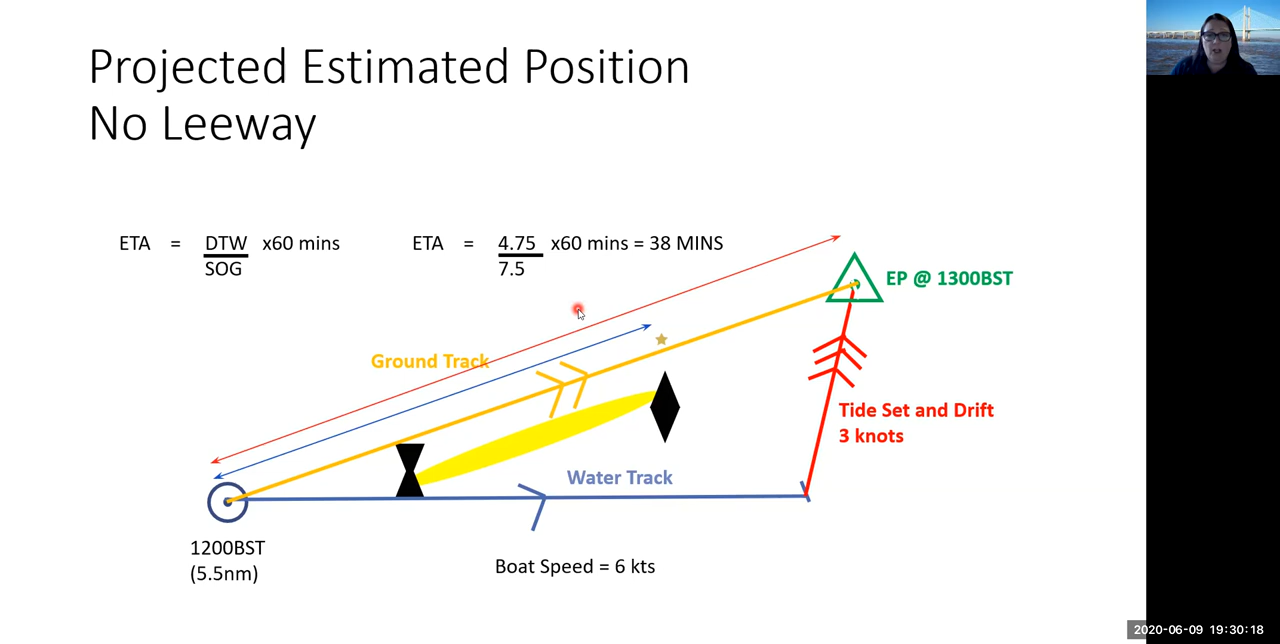 Projected Estimated Position
No Leeway
ETA = DTW x60 mins
SOG
ETA = 4.75 x60 mins = 38 MINS
7.5
EP @ 1300BST
Ground Track
Tide Set and Drift
3 knots
Water Track
1200BST
(5.5nm)
Boat Speed = 6 kts
2020-06-09 19:30:18